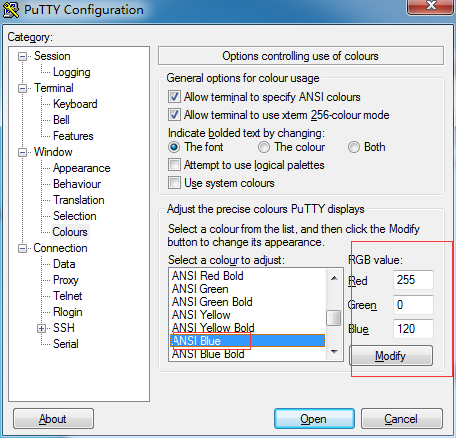 PuTTY Configuration
Category:
Session
Logging
Terminal
Keyboard
Bell
Features
Window
Appearance
Behaviour
Translation
Selection
Colours
Connection
Data
Proxy
Telnet
Rlogin
SSH
Serial
Options controlling use of colours
General options for colour usage
Allow terminal to specify ANSI colours
Allow terminal to use xterm 256-colour mode
Indicate bolded text by changing:
The font The colour Both
Attempt to use logical palettes
Use system colours
Adjust the precise colours PuTTY displays
Select a colour from the list, and then click the Modify
button to change its appearance.
Select a colour to adjust:
ANSI Red Bold
ANSI Green
ANSI Green Bold
ANSI Yellow
ANSI Yellow Bold
ANSI Blue
ANSI Blue Bold
RGB value:
Red 255
Green 0
Blue 120
Modify
About Open Cancel